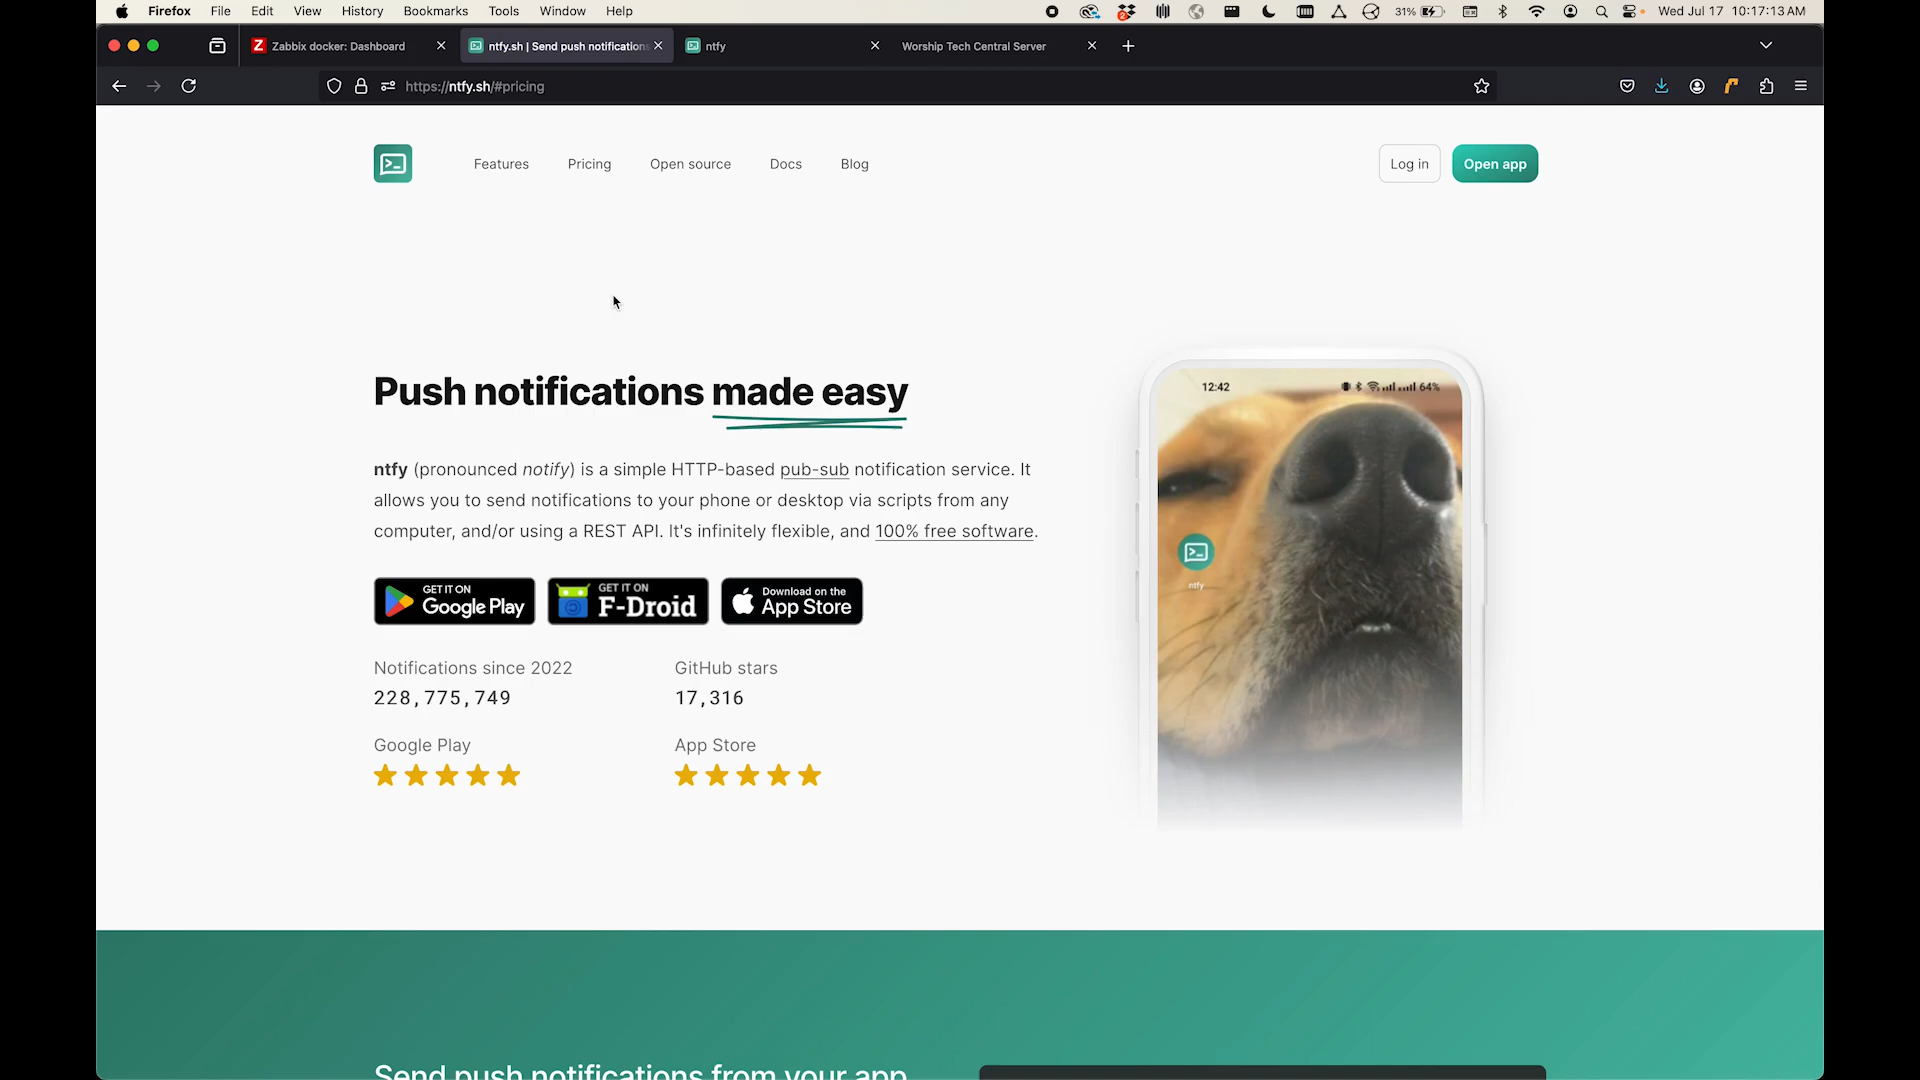 Firefox File Edit View History Bookmarks Tools Window Help 2 31% Wed Jul 17 10:17:13 AM
Z Zabbix docker: Dashboard ntfy.sh | Send push notifications ntfy Worship Tech Central Server
https://ntfy.sh/#pricing
Features Pricing Open source Docs Blog Log in Open app
12:42 64%
Push notifications made easy
ntfy (pronounced notify) is a simple HTTP-based pub-sub notification service. It
allows you to send notifications to your phone or desktop via scripts from any
computer, and/or using a REST API. It's infinitely flexible, and 100% free software.
ntfy
GET IT ON Google Play
GET IT ON F-Droid
Download on the App Store
Notifications since 2022
228,775,749
GitHub stars
17,316
Google Play
App Store
Send push notifications from your app